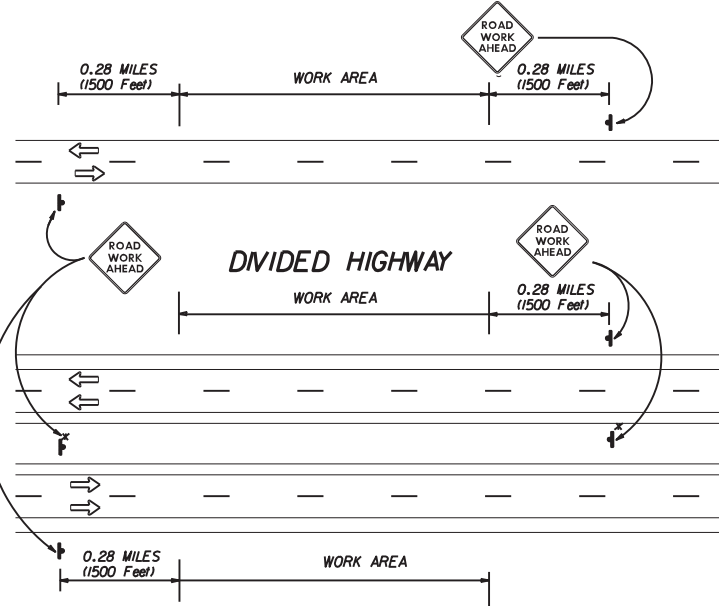 ROAD
WORK
AHEAD
0.28 MILES
(1500 Feet)
WORK AREA
0.28 MILES
(1500 Feet)
ROAD
WORK
AHEAD
DIVIDED HIGHWAY
ROAD
WORK
AHEAD
WORK AREA
0.28 MILES
(1500 Feet)
x
x
0.28 MILES
(1500 Feet)
WORK AREA